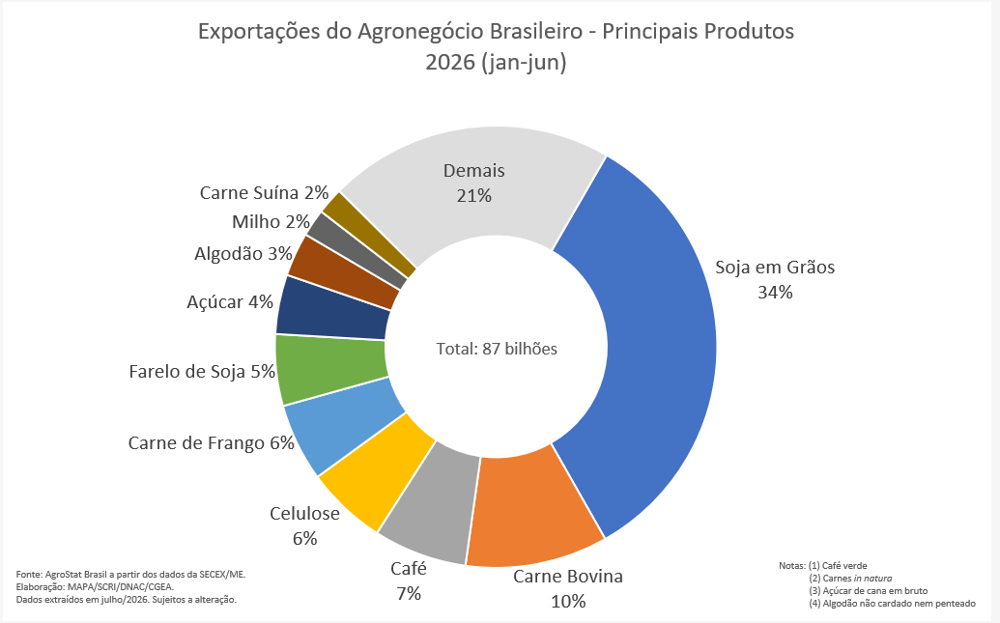 Exportações do Agronegócio Brasileiro - Principais Produtos
2026 (jan-jun)
Demais
21%
Carne Suína 2%
Milho 2%
Algodão 3%
Açúcar 4%
Farelo de Soja 5%
Carne de Frango 6%
Celulose
6%
Café
7%
Carne Bovina
10%
Soja em Grãos
34%
Total: 87 bilhões
Fonte: AgroStat Brasil a partir dos dados da SECEX/ME.
Elaboração: MAPA/SCRI/DNAC/CGEA.
Dados extraídos em julho/2026. Sujeitos a alteração.
Notas: (1) Café verde
(2) Carnes in natura
(3) Açúcar de cana em bruto
(4) Algodão não cardado nem penteado